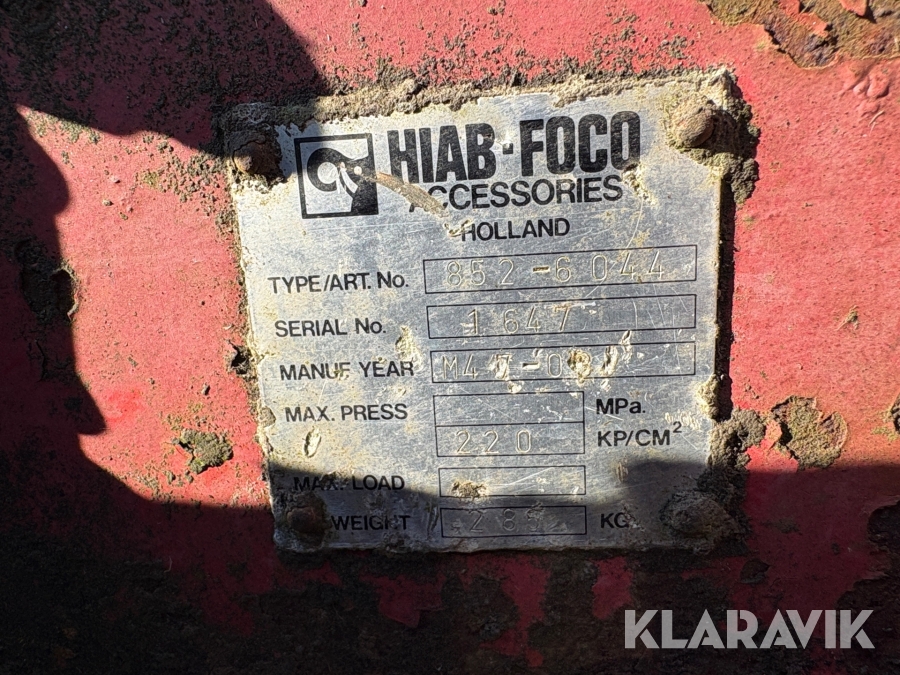 HIAB-FOCO
ACCESSORIES
HOLLAND
TYPE/ART. No. 852-6044
SERIAL No. 1647
MANUF YEAR
MAX. PRESS MPa.
220 KP/CM²
MAX. LOAD
WEIGHT KG.
KLARAVIK